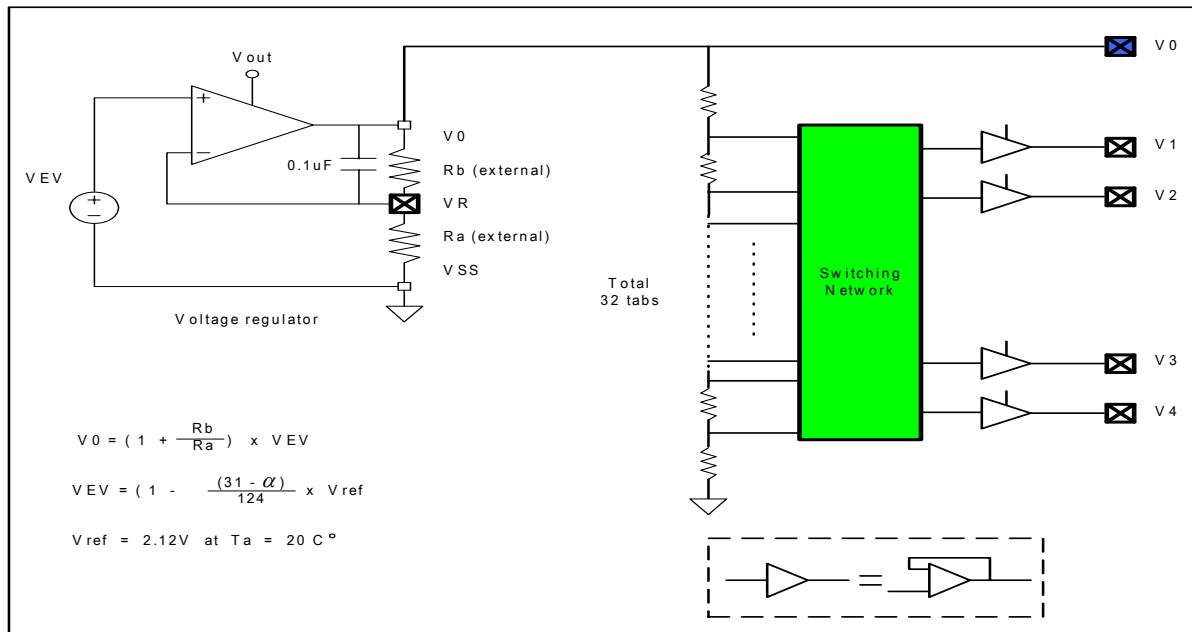 Vout
V0
+
−
V0
0.1uF
Rb (external)
VEV
+
−
VR
Ra (external)
VSS
Voltage regulator
V1
V2
Total
32 tabs
Switching
Network
V3
V4
V0 = ( 1 + Rb/Ra ) x VEV
VEV = ( 1 - (31 - α)/124 x Vref
Vref = 2.12V at Ta = 20 C°
=